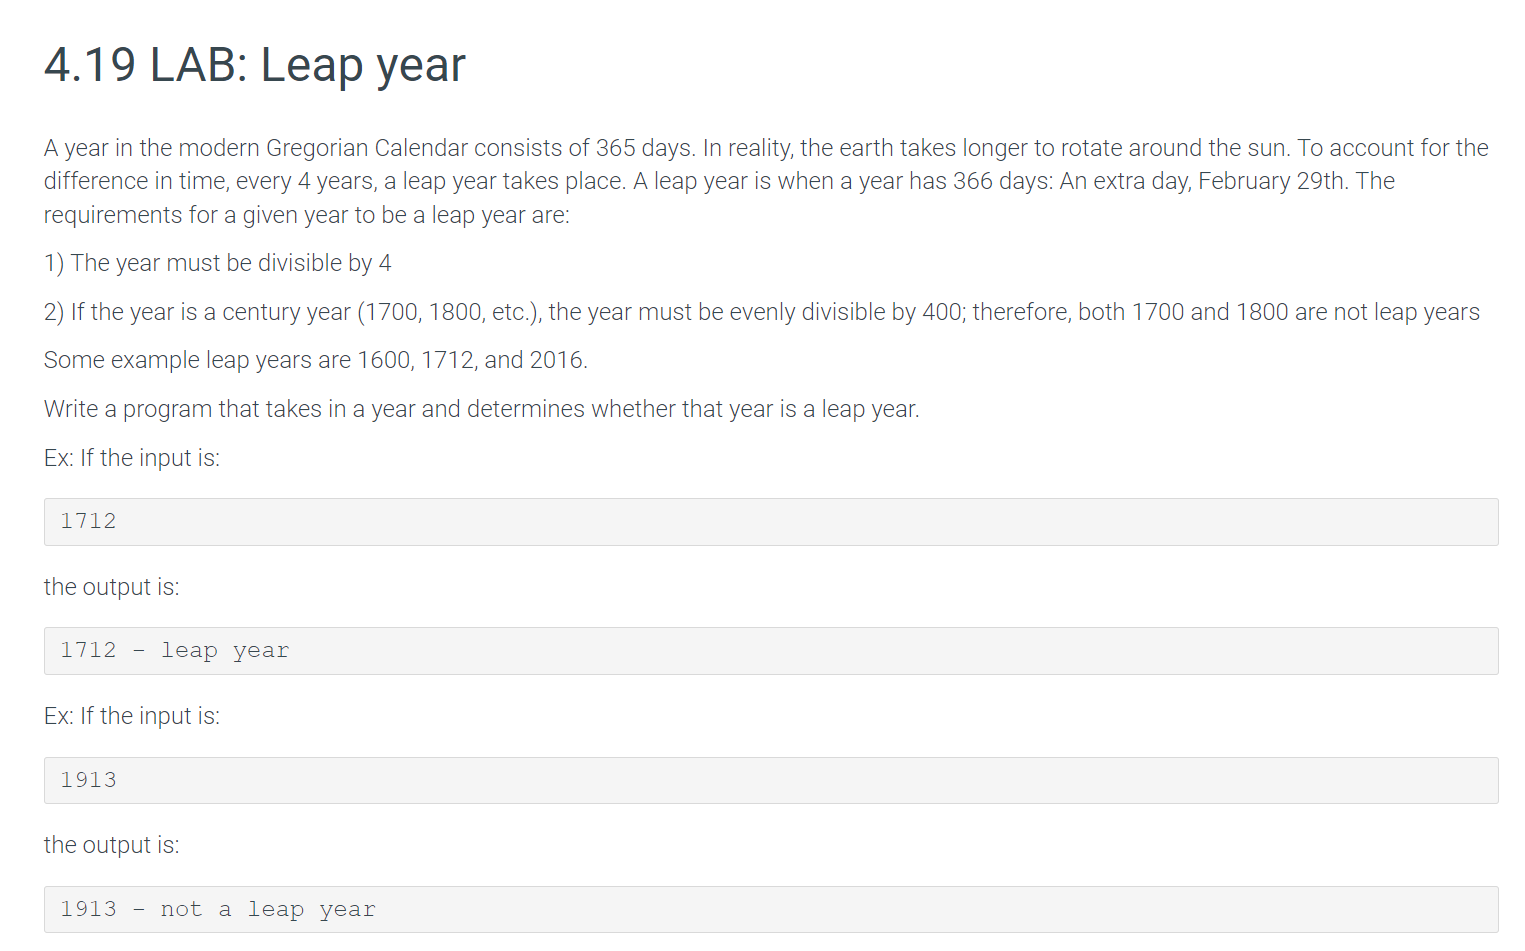 4.19 LAB: Leap year
A year in the modern Gregorian Calendar consists of 365 days. In reality, the earth takes longer to rotate around the sun. To account for the
difference in time, every 4 years, a leap year takes place. A leap year is when a year has 366 days: An extra day, February 29th. The
requirements for a given year to be a leap year are:
1) The year must be divisible by 4
2) If the year is a century year (1700, 1800, etc.), the year must be evenly divisible by 400; therefore, both 1700 and 1800 are not leap years
Some example leap years are 1600, 1712, and 2016.
Write a program that takes in a year and determines whether that year is a leap year.
Ex: If the input is:
1712
the output is:
1712 - leap year
Ex: If the input is:
1913
the output is:
1913 - not a leap year